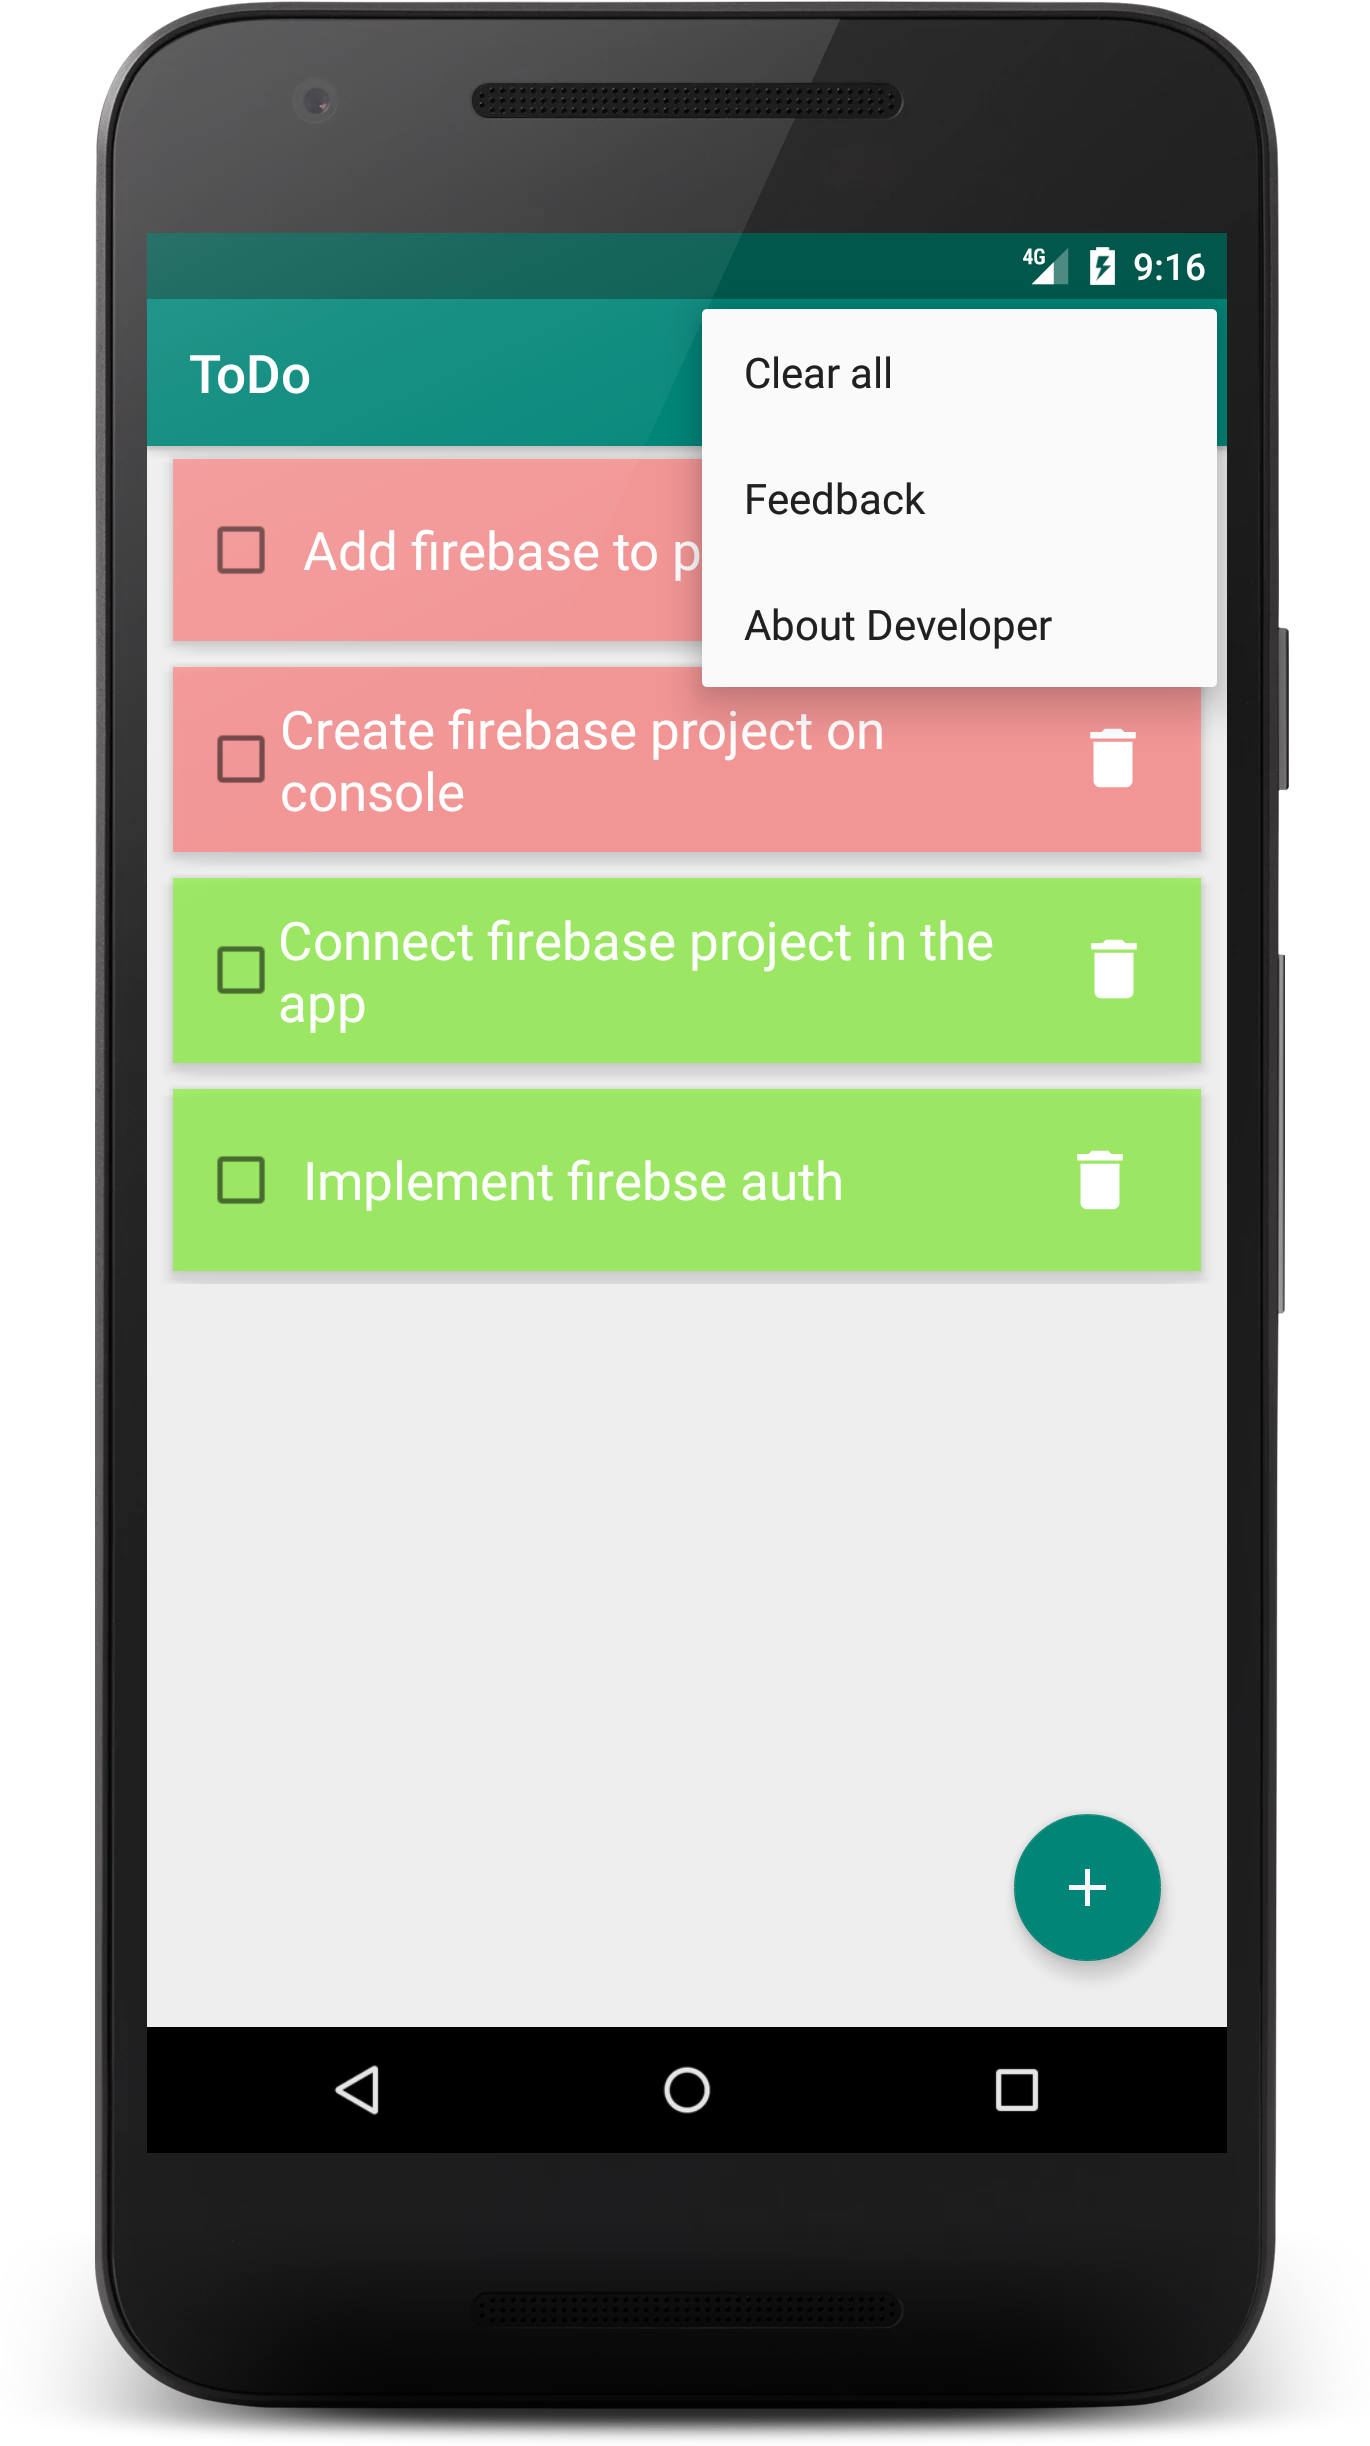 4G 9:16
ToDo
Clear all
Feedback
About Developer
Add firebase to p
Create firebase project on
console
Connect firebase project in the
app
Implement firebse auth